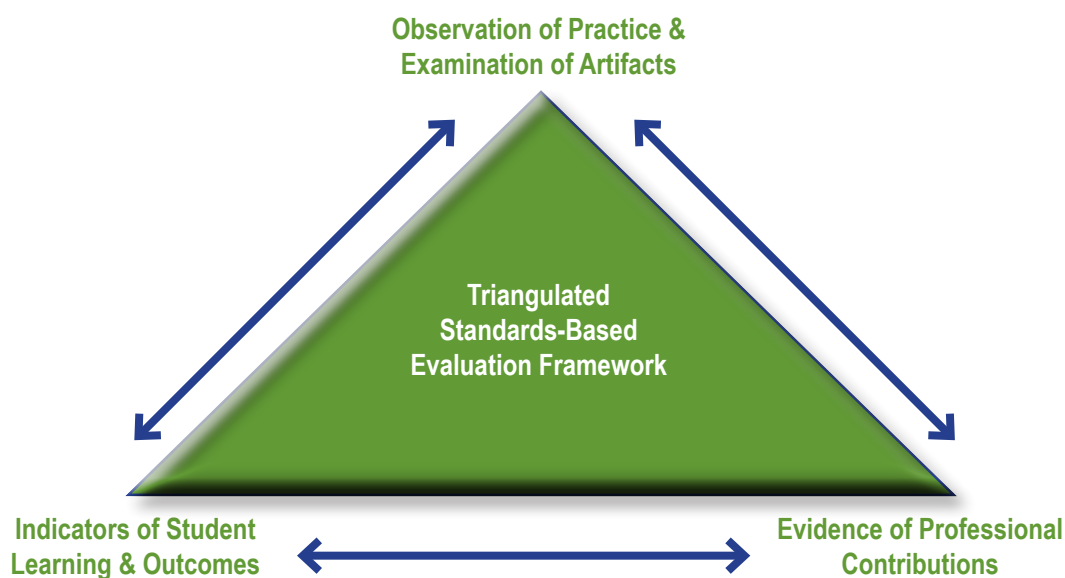 Observation of Practice &
Examination of Artifacts
Triangulated
Standards-Based
Evaluation Framework
Indicators of Student
Learning & Outcomes
Evidence of Professional
Contributions